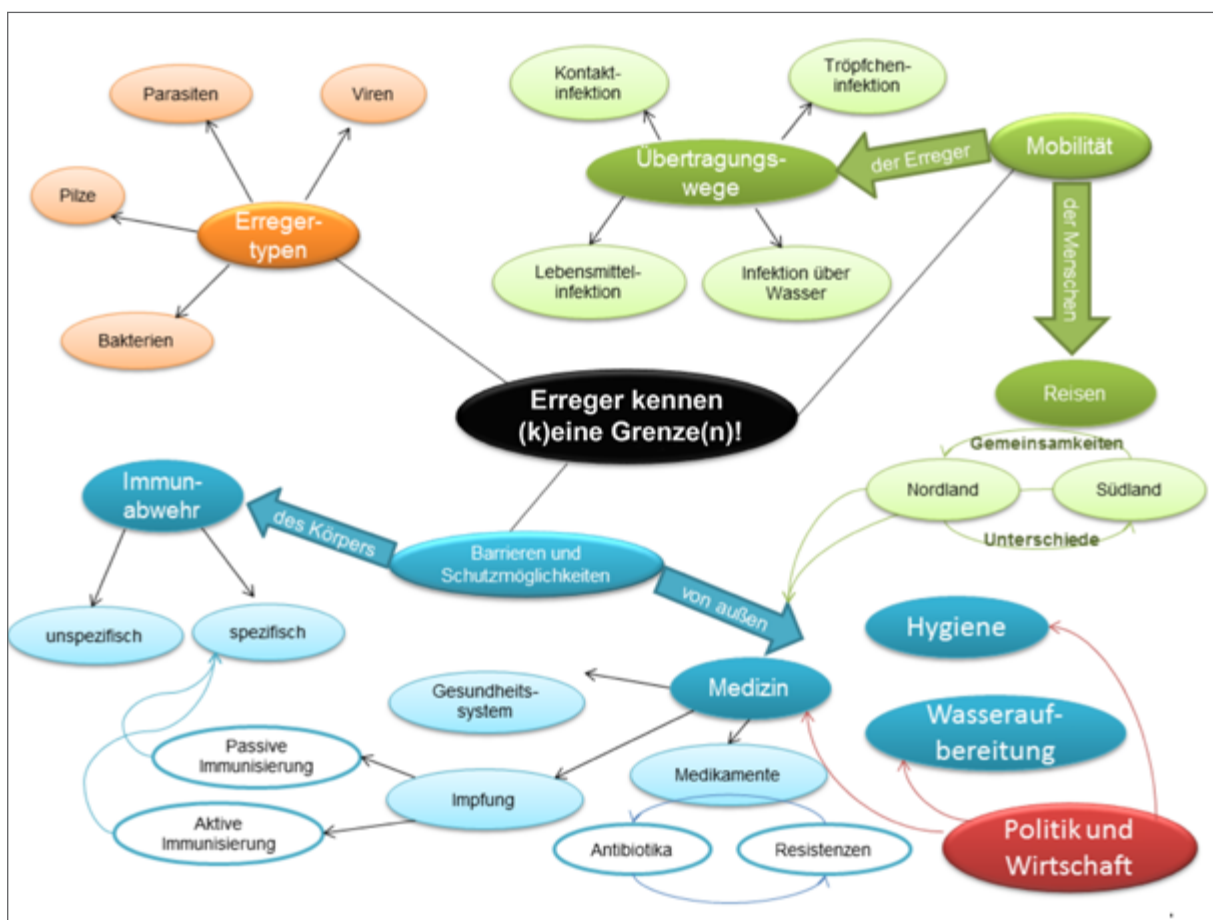 Kontakt-
infektion
Tröpfchen-
infektion
Parasiten
Viren
Mobilität
Übertragungs-
wege
der Erreger
Pilze
Erreger-
typen
der Menschen
Lebensmittel-
infektion
Infektion über
Wasser
Bakterien
Erreger kennen
(k)eine Grenze(n)!
Reisen
Gemeinsamkeiten
Nordland
Südland
Unterschiede
Immun-
abwehr
des Körpers
Barrieren und
Schutzmöglichkeiten
von außen
unspezifisch
spezifisch
Hygiene
Gesundheits-
system
Medizin
Wasserauf-
bereitung
Passive
Immunisierung
Medikamente
Impfung
Aktive
Immunisierung
Antibiotika
Resistenzen
Politik und
Wirtschaft